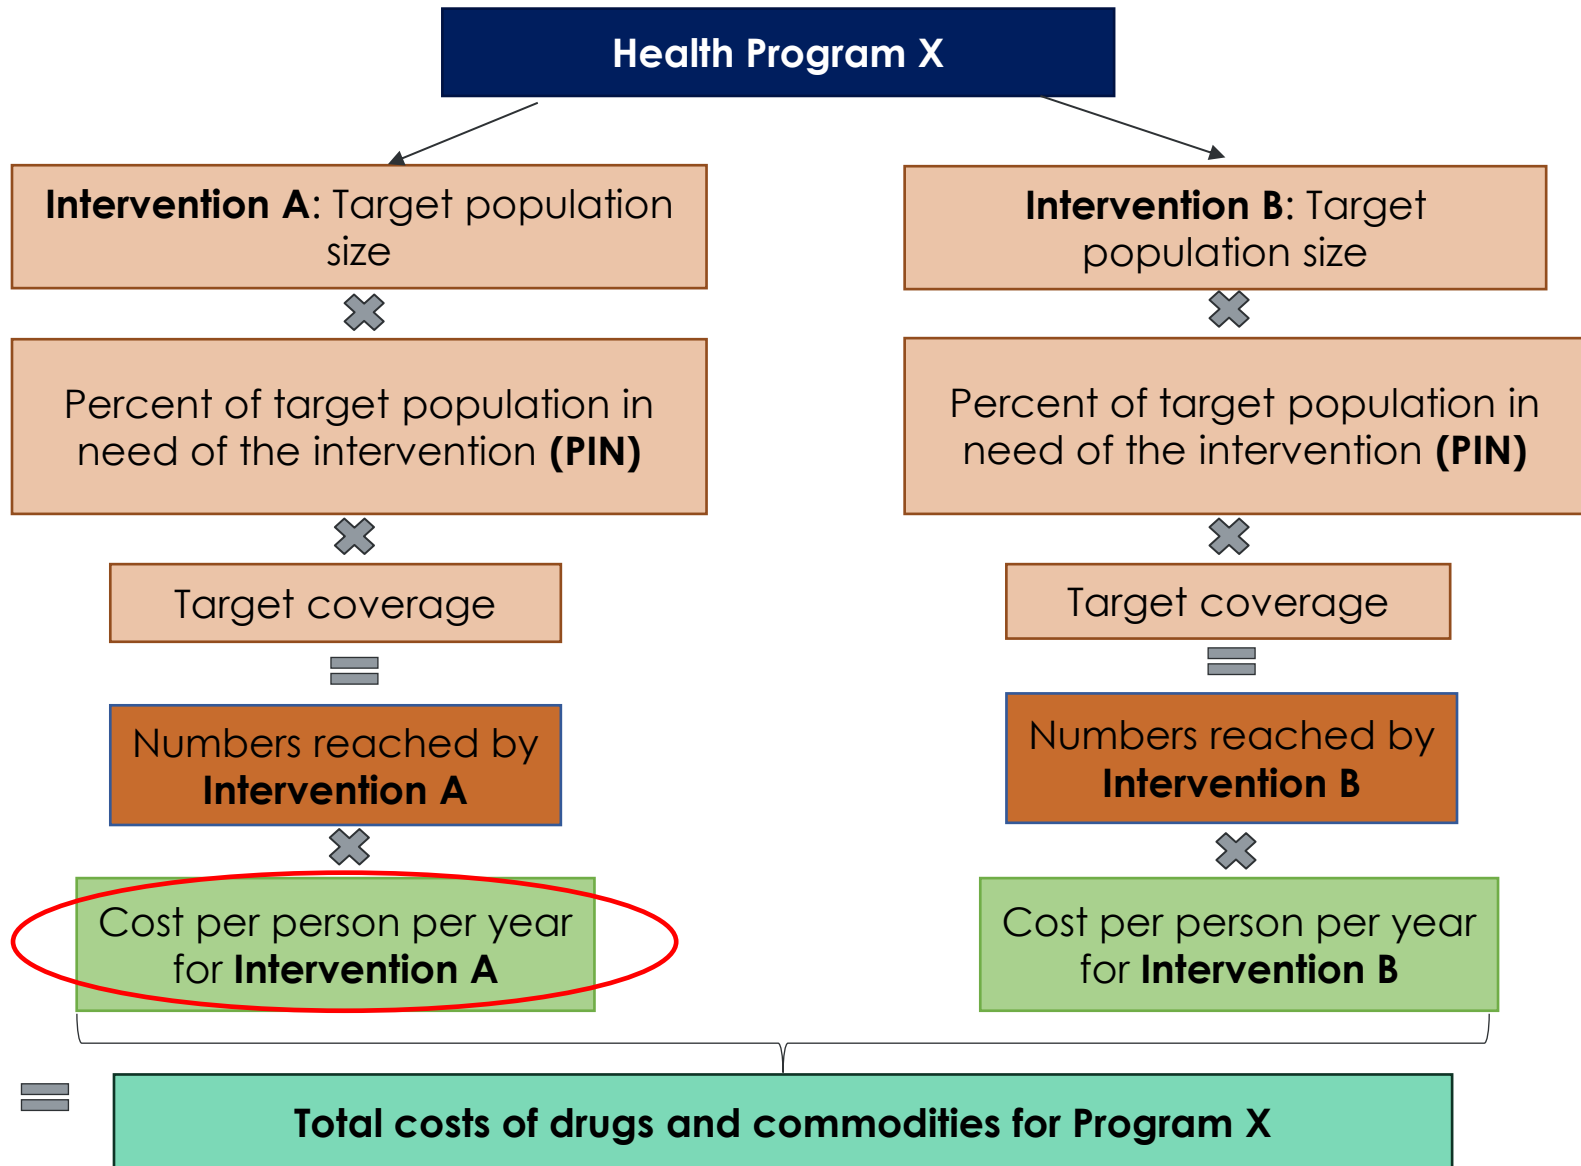 Health Program X
Intervention A: Target population
size
Intervention B: Target
population size
Percent of target population in
need of the intervention (PIN)
Percent of target population in
need of the intervention (PIN)
Target coverage
Target coverage
Numbers reached by
Intervention A
Numbers reached by
Intervention B
Cost per person per year
for Intervention A
Cost per person per year
for Intervention B
Total costs of drugs and commodities for Program X